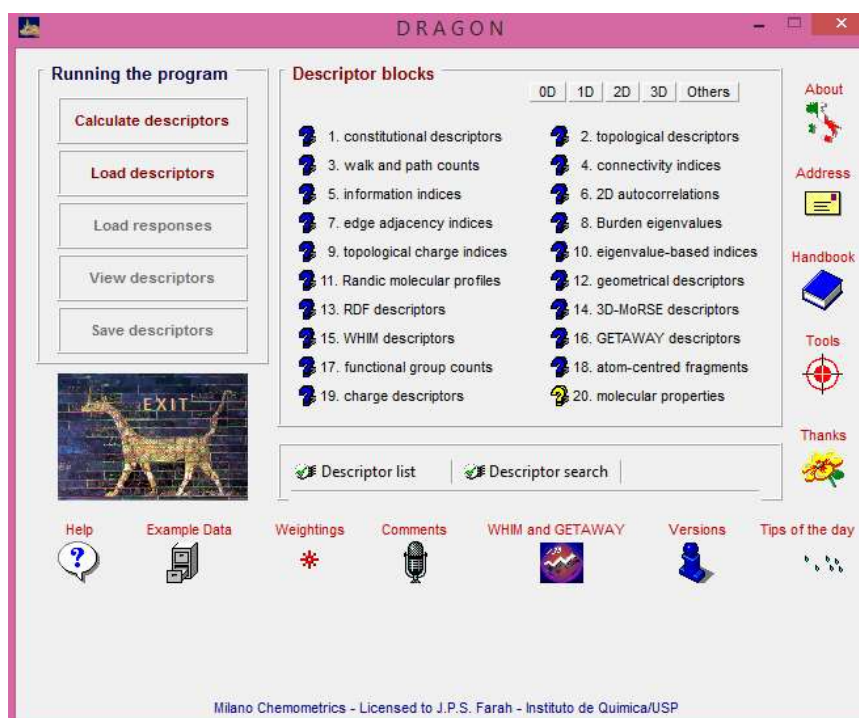 DRAGON
Running the program
Calculate descriptors
Load descriptors
Load responses
View descriptors
Save descriptors
EXIT
Descriptor blocks
0D 1D 2D 3D Others
1. constitutional descriptors 2. topological descriptors
3. walk and path counts 4. connectivity indices
5. information indices 6. 2D autocorrelations
7. edge adjacency indices 8. Burden eigenvalues
9. topological charge indices 10. eigenvalue-based indices
11. Randic molecular profiles 12. geometrical descriptors
13. RDF descriptors 14. 3D-MoRSE descriptors
15. WHIM descriptors 16. GETAWAY descriptors
17. functional group counts 18. atom-centred fragments
19. charge descriptors 20. molecular properties
Descriptor list Descriptor search
About
Address
Handbook
Tools
Thanks
Help Example Data Weightings Comments WHIM and GETAWAY Versions Tips of the day
Milano Chemometrics - Licensed to J.P.S. Farah - Instituto de Quimica/USP